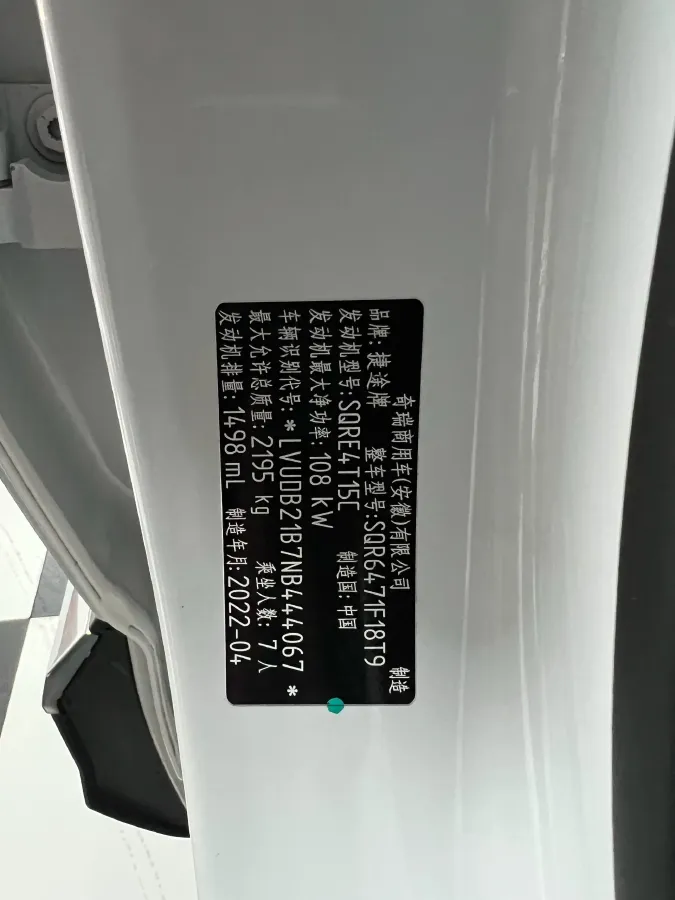 奇瑞商用车(安徽)有限公司 制造
品牌: 捷途牌 整车型号:SQR6471F18T9
发动机型号:SQRE4T15C 制造国: 中国
发动机最大净功率: 108 kW
车辆识别代号: *LVUDB21B7NB444067*
最大允许总质量: 2195 kg 乘坐人数: 7 人
发动机排量: 1498 mL 制造年月: 2022-04